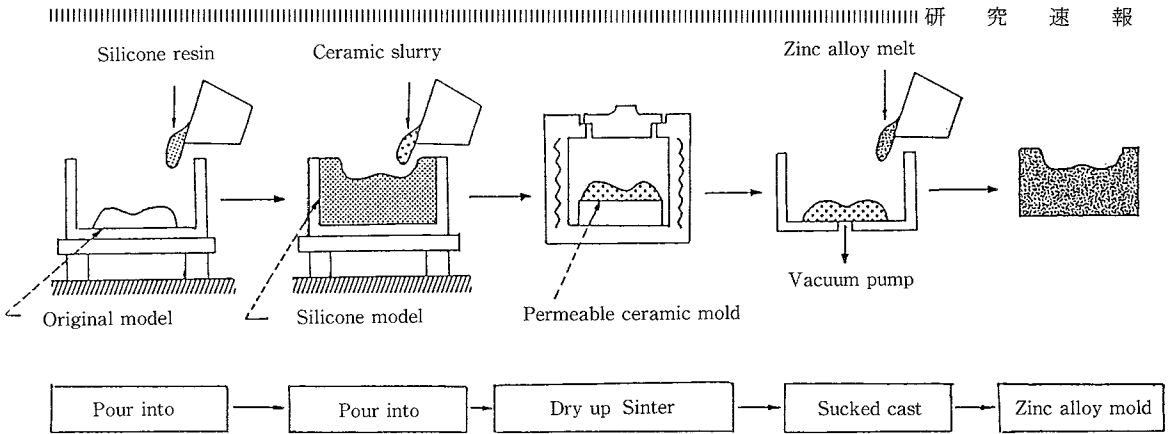 研究速報
Silicone resin
Ceramic slurry
Zinc alloy melt
Vacuum pump
Original model
Silicone model
Permeable ceramic mold
Pour into
Pour into
Dry up Sinter
Sucked cast
Zinc alloy mold